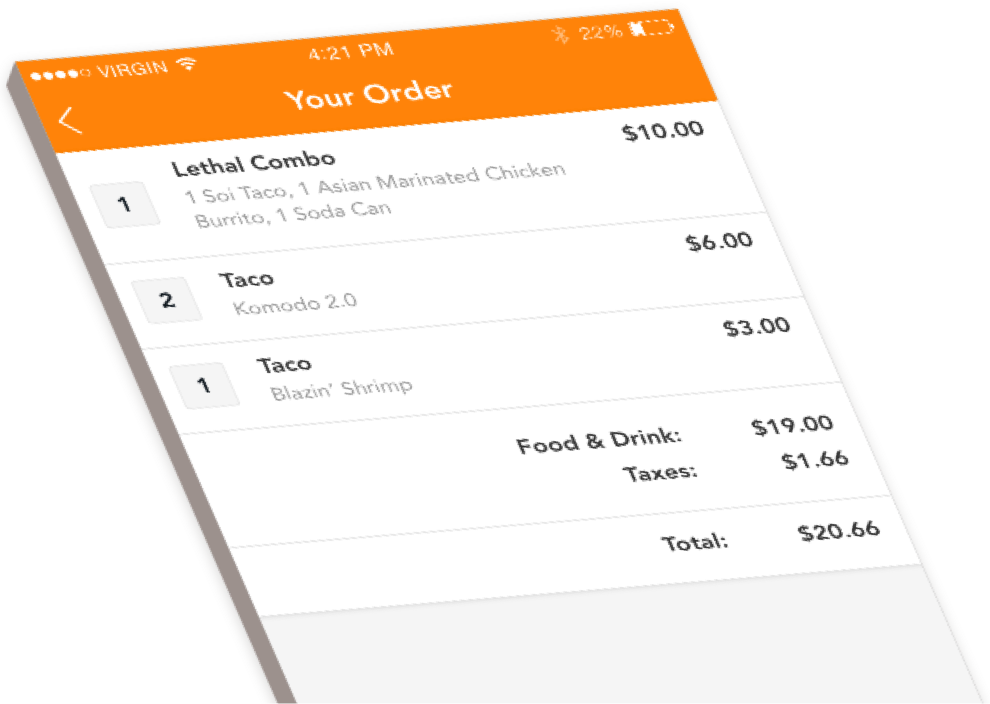 VIRGIN 4:21 PM 22%
Your Order
1 Lethal Combo $10.00
1 Soi Taco, 1 Asian Marinated Chicken
Burrito, 1 Soda Can
2 Taco $6.00
Komodo 2.0
1 Taco $3.00
Blazin' Shrimp
Food & Drink: $19.00
Taxes: $1.66
Total: $20.66